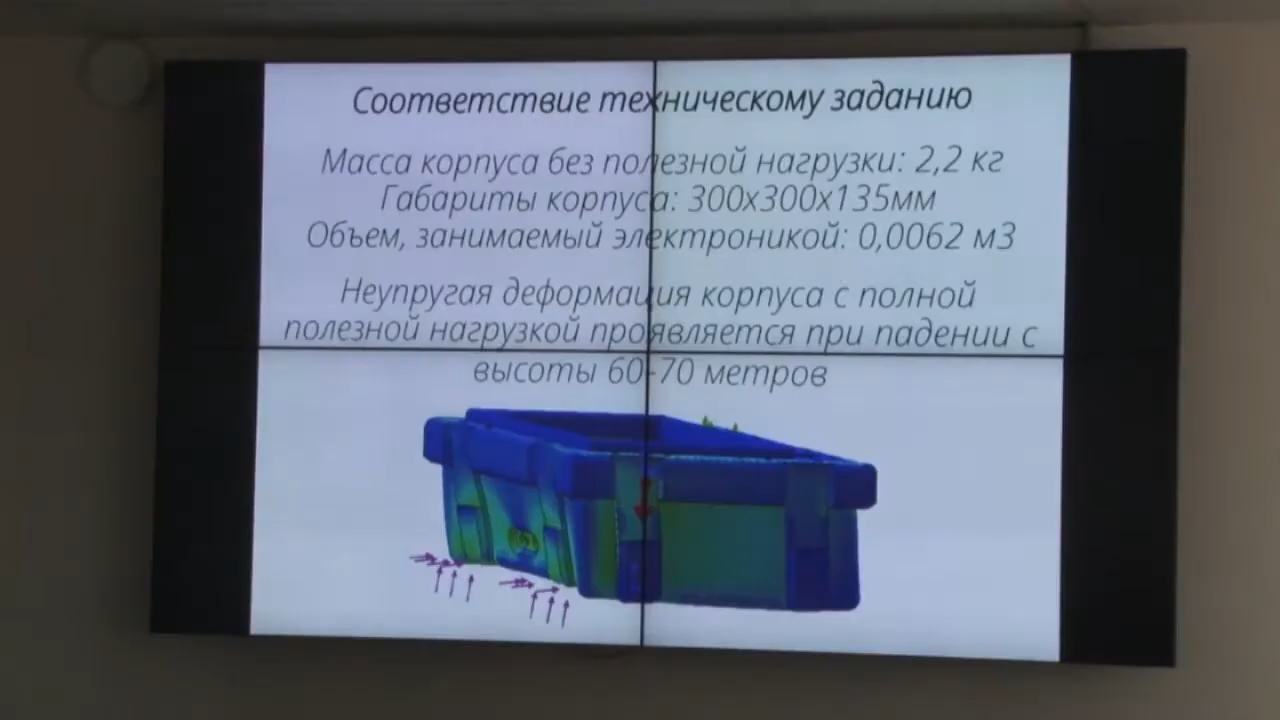 Соответствие техническому заданию
Масса корпуса без полезной нагрузки: 2,2 кг
Габариты корпуса: 300х300х135мм
Объем, занимаемый электроникой: 0,0062 м3
Неупругая деформация корпуса с полной
полезной нагрузкой проявляется при падении с
высоты 60-70 метров